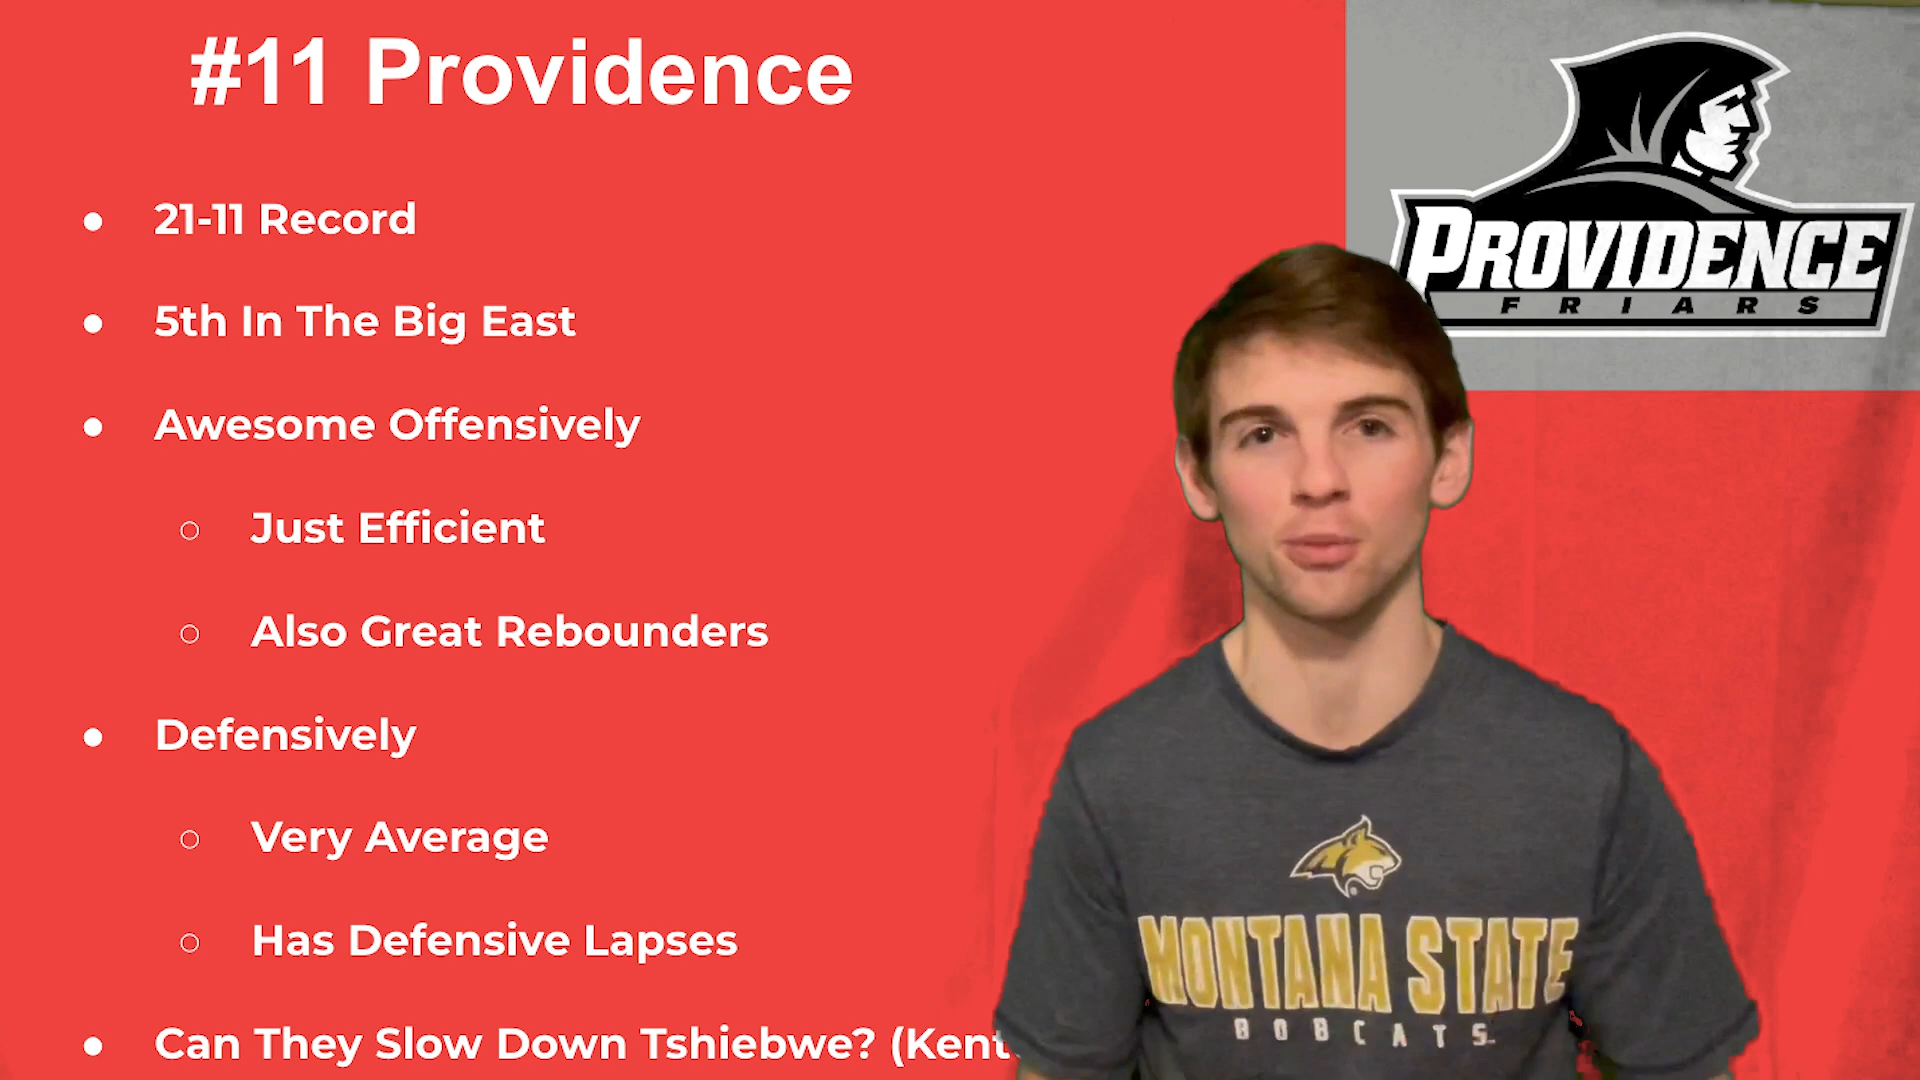 #11 Providence
PROVIDENCE
FRIARS
● 21-11 Record
● 5th In The Big East
● Awesome Offensively
○ Just Efficient
○ Also Great Rebounders
● Defensively
○ Very Average
○ Has Defensive Lapses
● Can They Slow Down Tshiebwe?
MONTANA STATE
BOBCATS